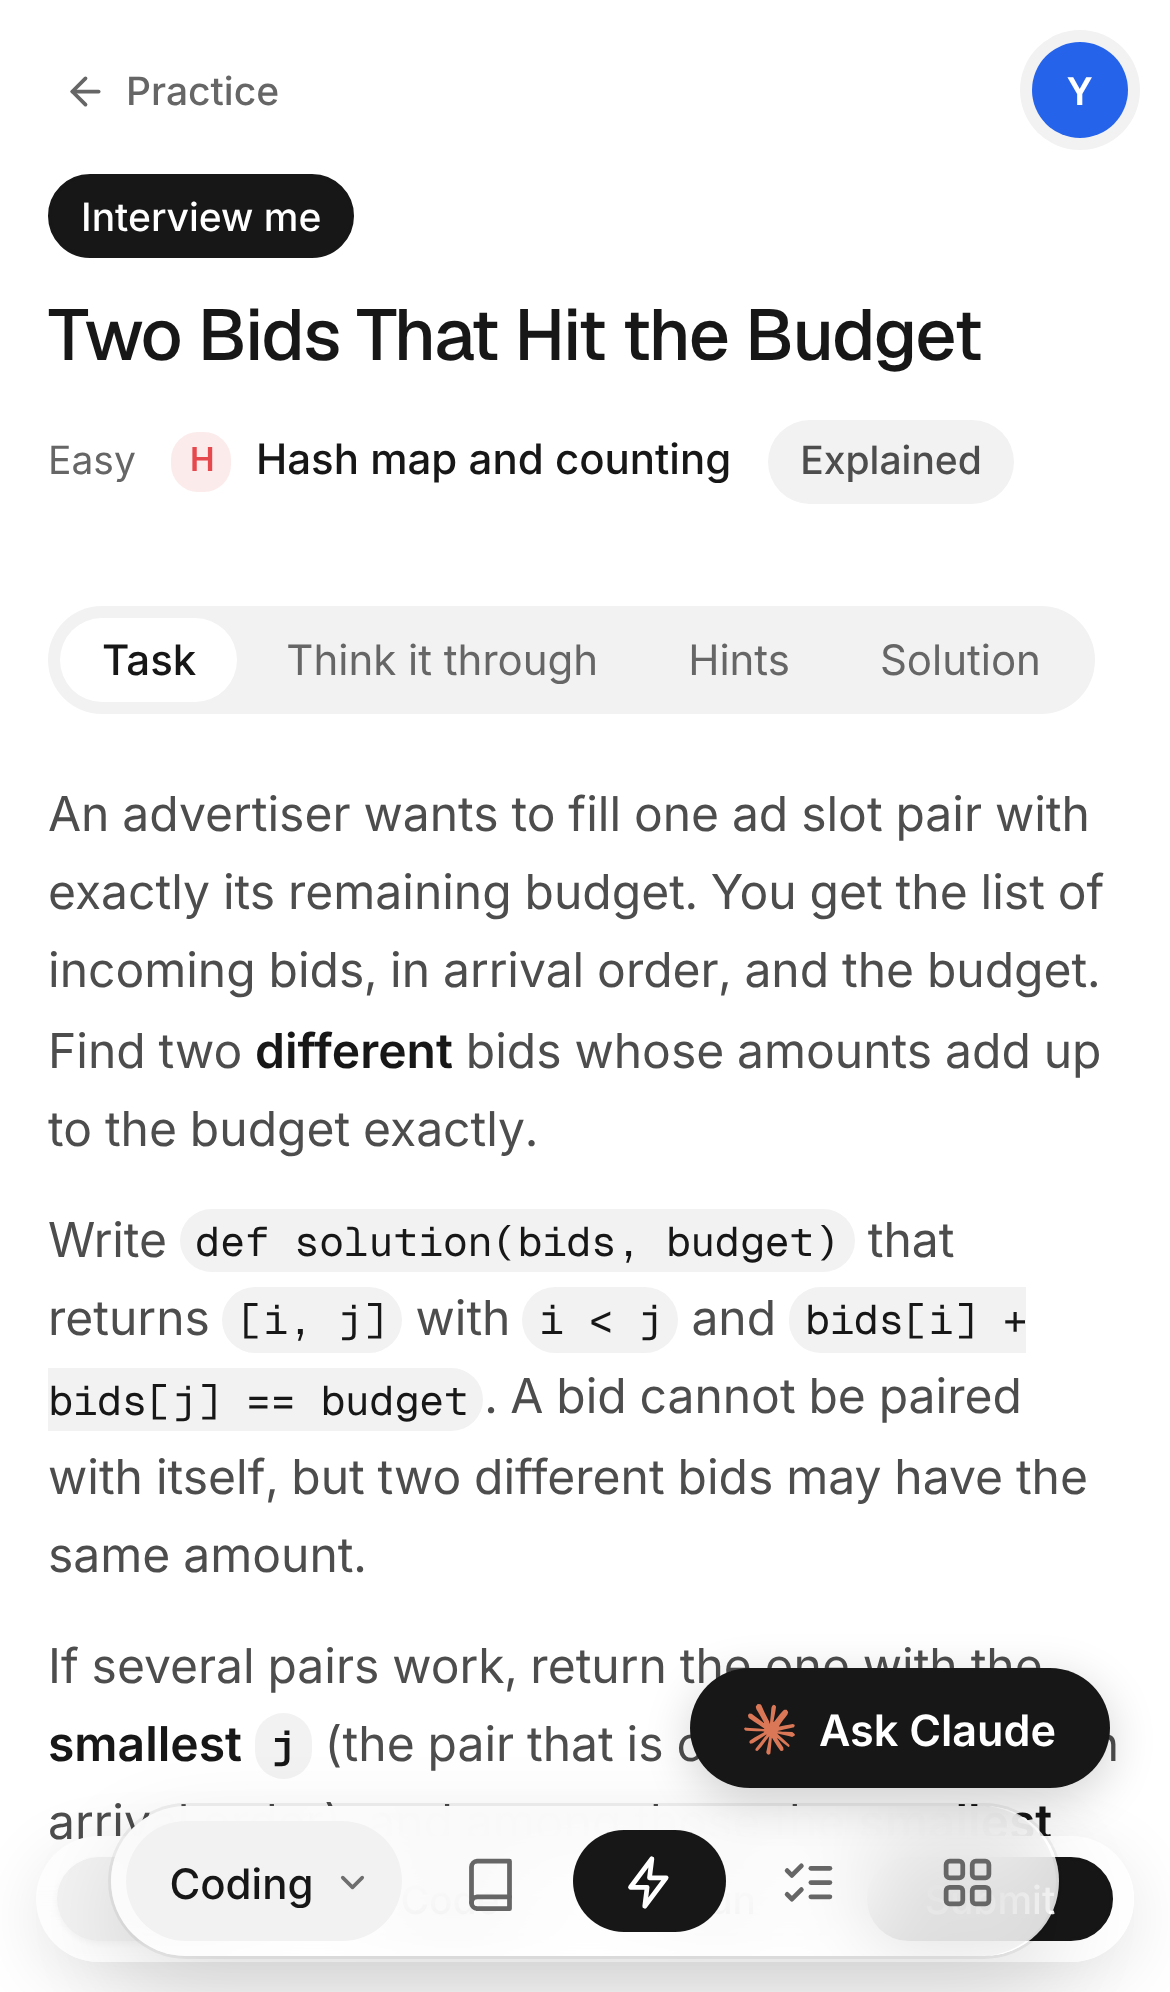 Practice
Y
Interview me
Two Bids That Hit the Budget
Easy H Hash map and counting Explained
Task Think it through Hints Solution
An advertiser wants to fill one ad slot pair with
exactly its remaining budget. You get the list of
incoming bids, in arrival order, and the budget.
Find two different bids whose amounts add up
to the budget exactly.
Write def solution(bids, budget) that
returns [i, j] with i < j and bids[i] +
bids[j] == budget. A bid cannot be paired
with itself, but two different bids may have the
same amount.
If several pairs work, return the one with the
smallest j (the pair that is
Ask Claude
Coding
Submit